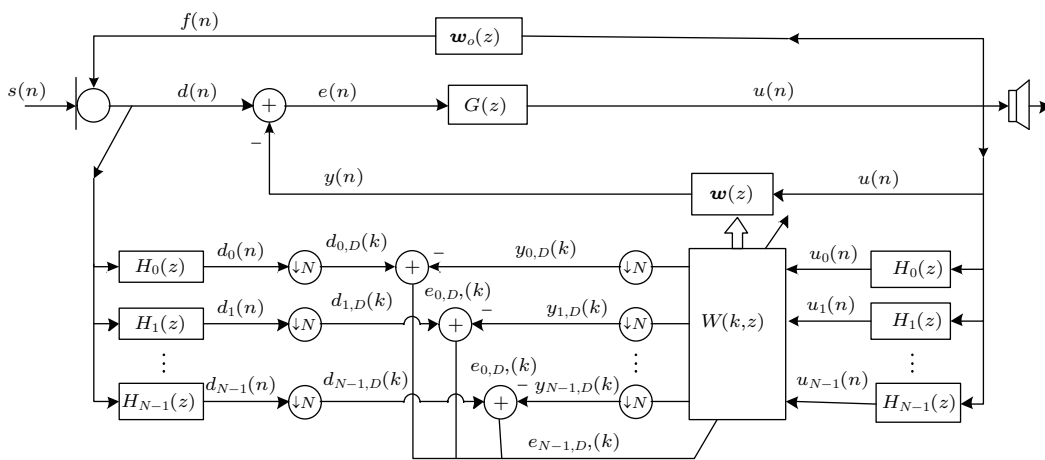 f(n)
w_o(z)
s(n)
d(n)
+
e(n)
G(z)
u(n)
−
y(n)
w(z)
u(n)
H_0(z)
d_0(n)
↓N
d_{0,D}(k)
+
−
y_{0,D}(k)
↓N
u_0(n)
H_0(z)
e_{0,D},(k)
H_1(z)
d_1(n)
↓N
d_{1,D}(k)
+
−
y_{1,D}(k)
↓N
W(k,z)
u_1(n)
H_1(z)
⋮
⋮
e_{0,D},(k)
⋮
⋮
H_{N−1}(z)
d_{N−1}(n)
↓N
d_{N−1,D}(k)
+
−
y_{N−1,D}(k)
↓N
u_{N−1}(n)
H_{N−1}(z)
e_{N−1,D},(k)